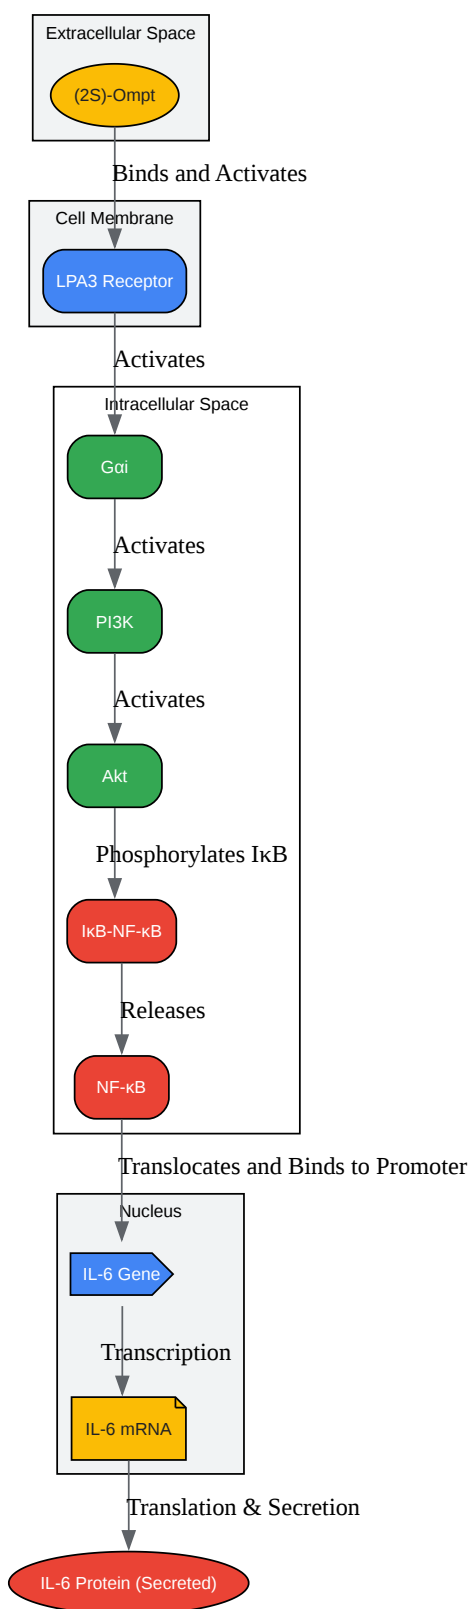 Extracellular Space
(2S)-Ompt
Binds and Activates
Cell Membrane
LPA3 Receptor
Activates
Intracellular Space
Gαi
Activates
PI3K
Activates
Akt
Phosphorylates IκB
IκB-NF-κB
Releases
NF-κB
Translocates and Binds to Promoter
Nucleus
IL-6 Gene
Transcription
IL-6 mRNA
Translation & Secretion
IL-6 Protein (Secreted)